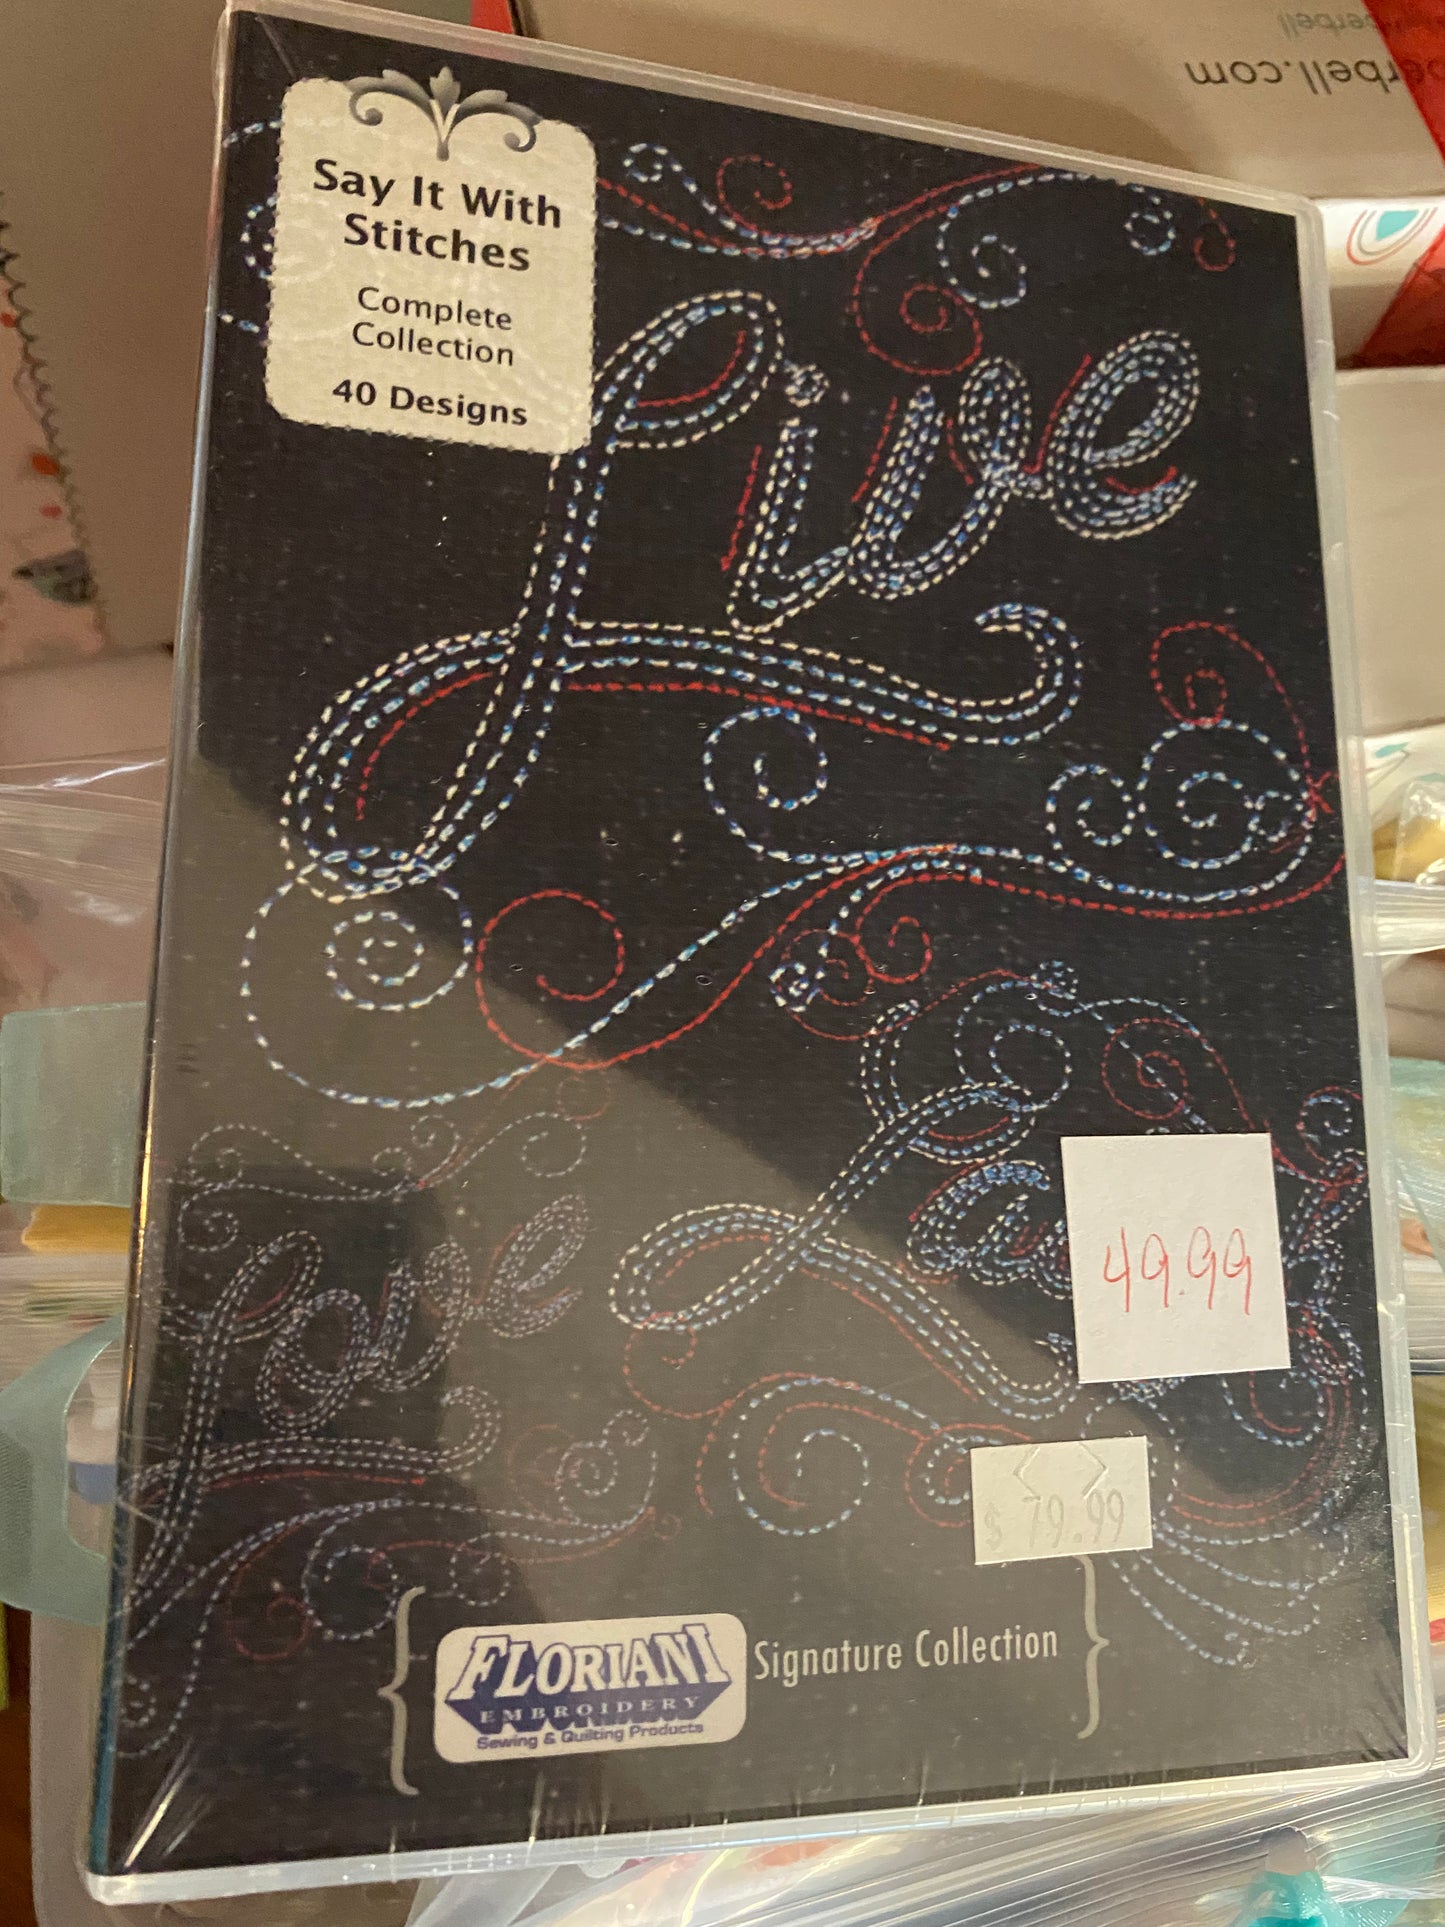 Say It With
Stitches
Complete
Collection
40 Designs
Live
Love
49.99
$ 79.99
FLORIANI
EMBROIDERY
Sewing & Quilting Products
Signature Collection